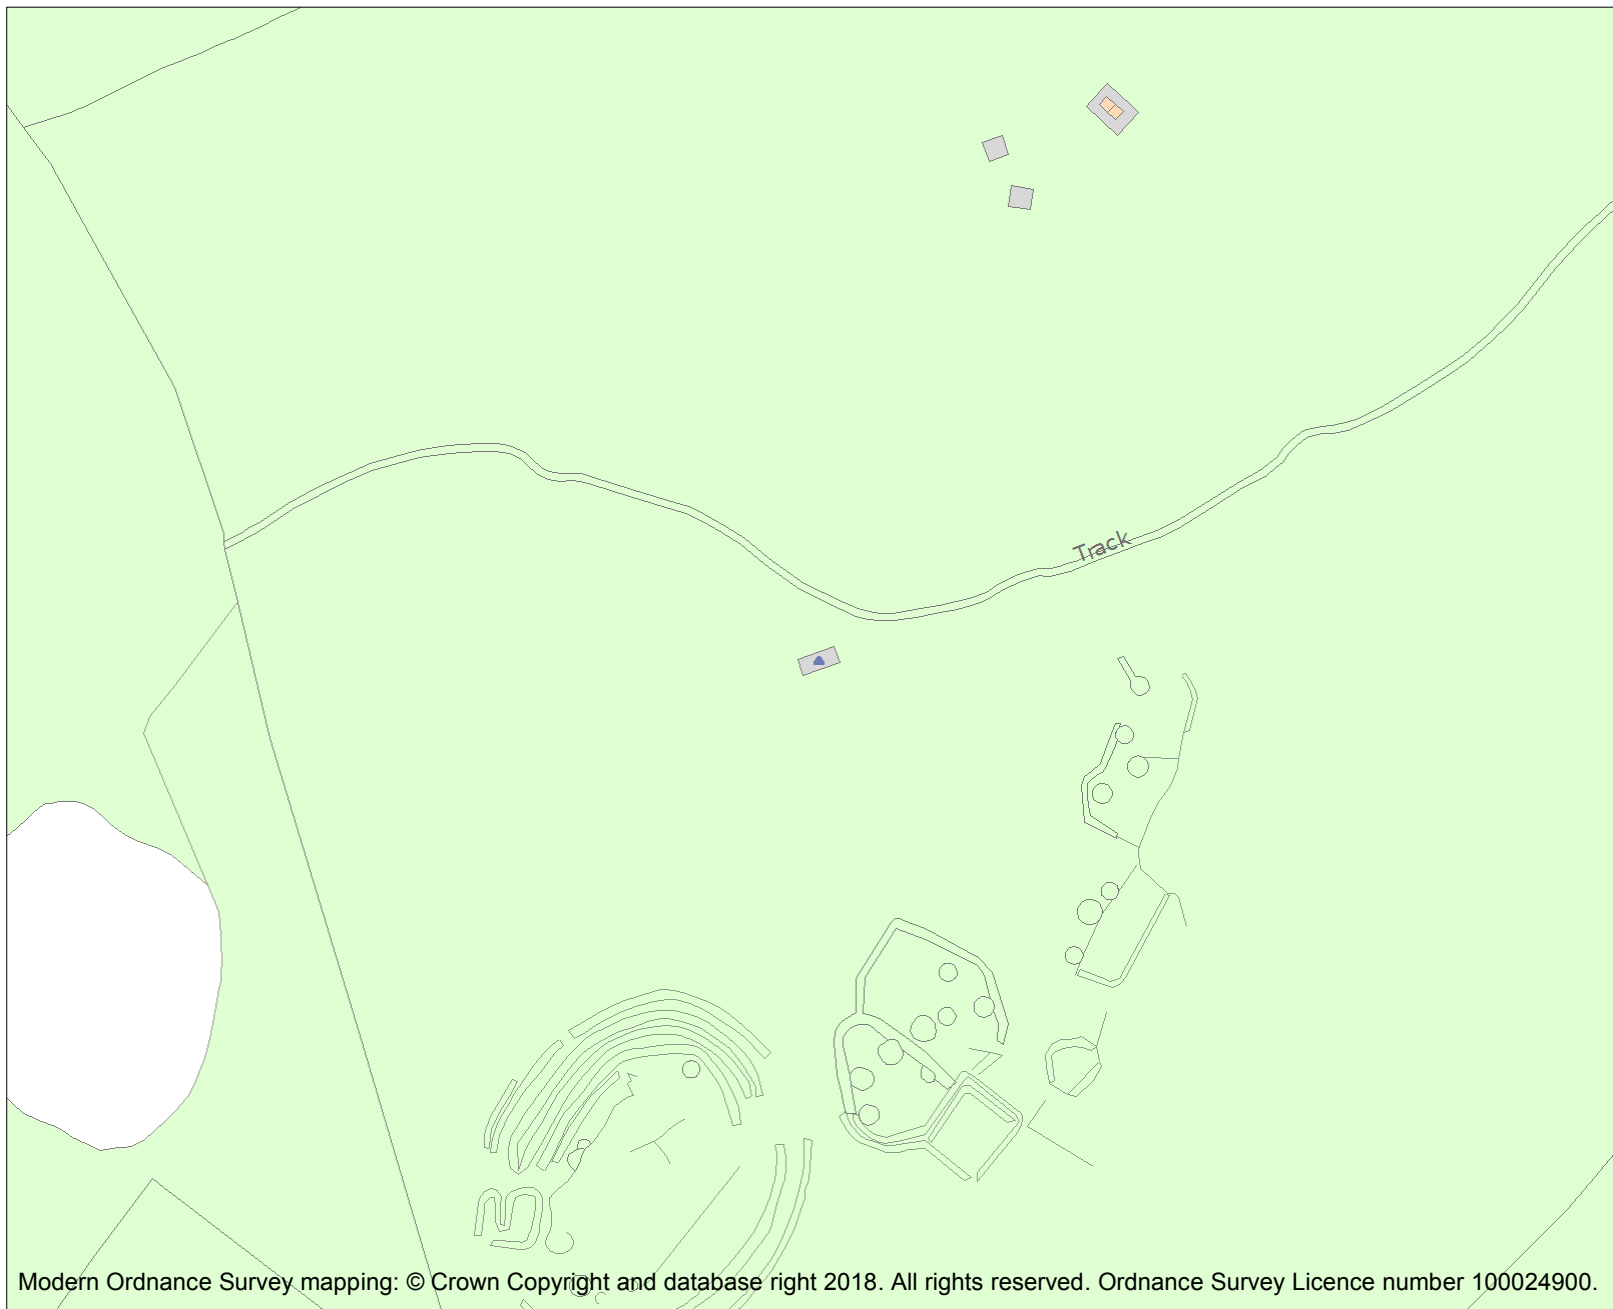 Track
Modern Ordnance Survey mapping: © Crown Copyright and database right 2018. All rights reserved. Ordnance Survey Licence number 100024900.